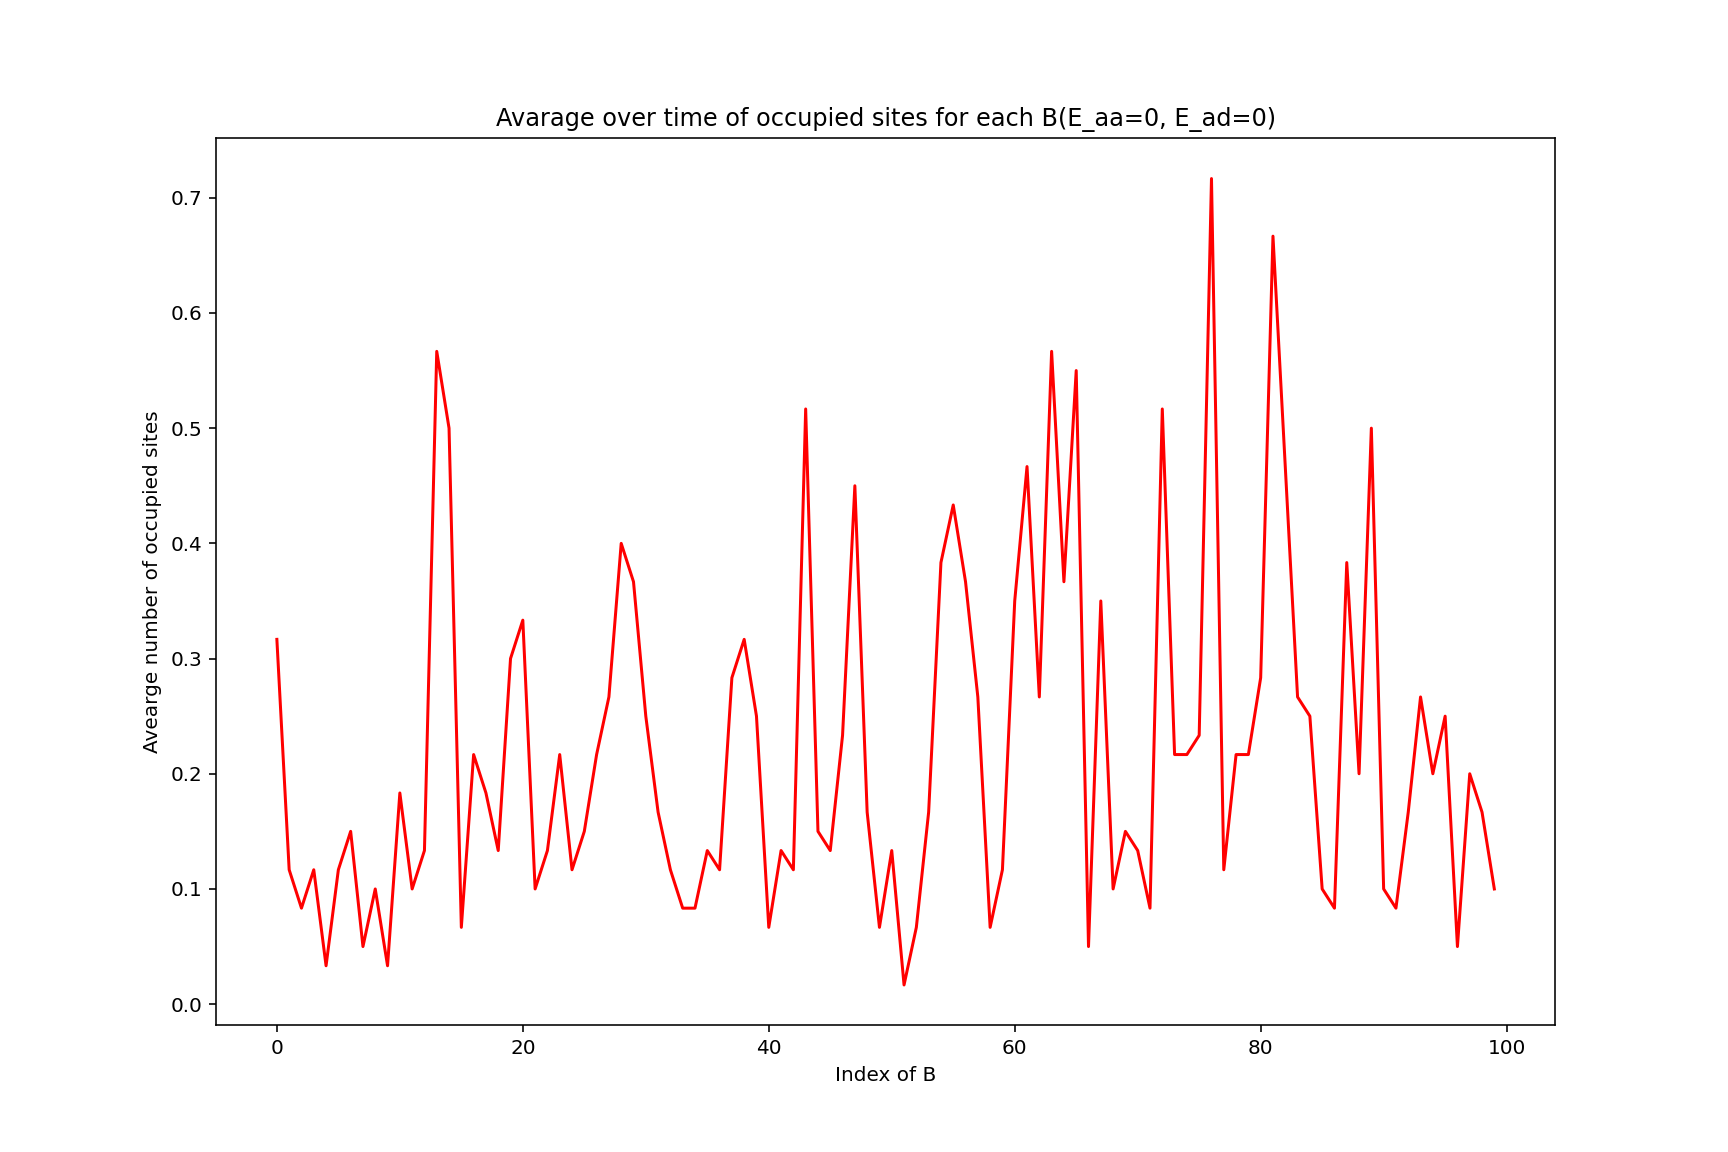 Avarage over time of occupied sites for each B(E_aa=0, E_ad=0)
Avearge number of occupied sites
0.7
0.6
0.5
0.4
0.3
0.2
0.1
0.0
0 20 40 60 80 100
Index of B